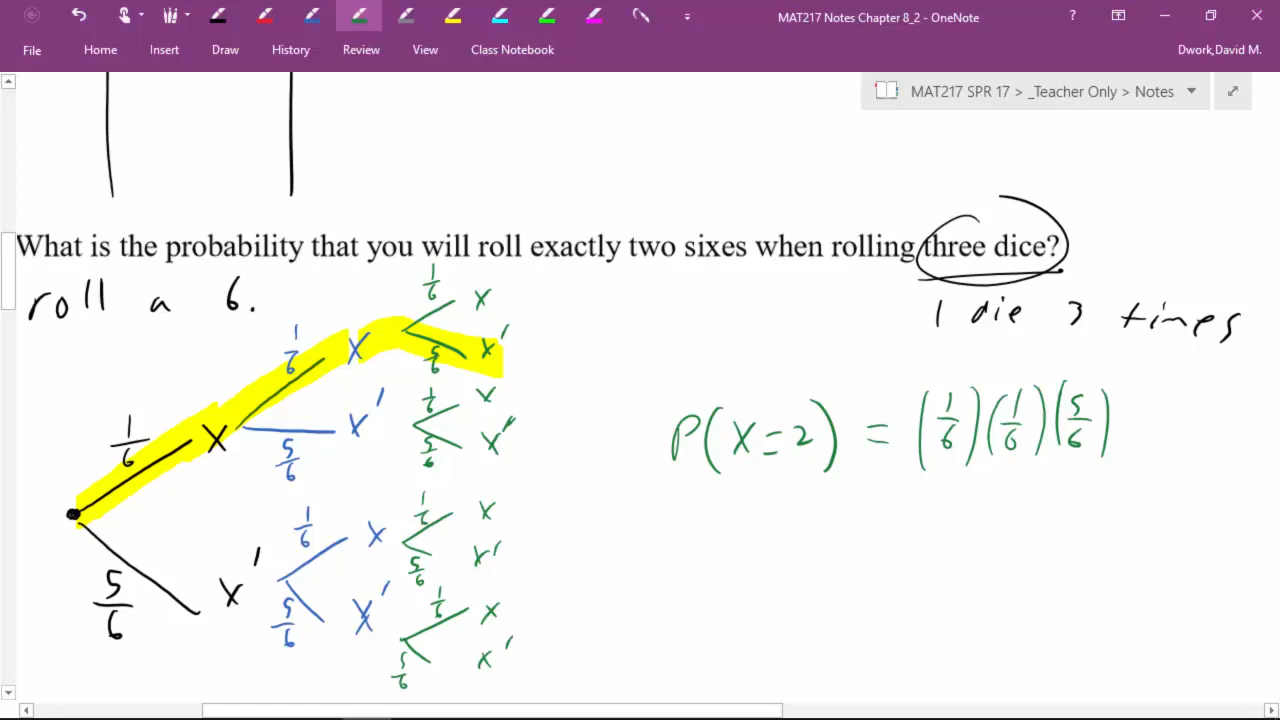 MAT217 Notes Chapter 8_2 - OneNote
?
File Home Insert Draw History Review View Class Notebook Dwork,David M.
MAT217 SPR 17 > _Teacher Only > Notes
What is the probability that you will roll exactly two sixes when rolling three dice?
roll a 6.
1 die 3 times
1/6 X
1/6 X'
5/6
1/6 X 5/6
1/6 X
1/6 X' 5/6 X'
5/6
P(X=2) = (1/6)(1/6)(5/6)
1/6 X
1/6 X 5/6 X'
5/6 X'
5/6 X' 1/6 X
5/6 X'